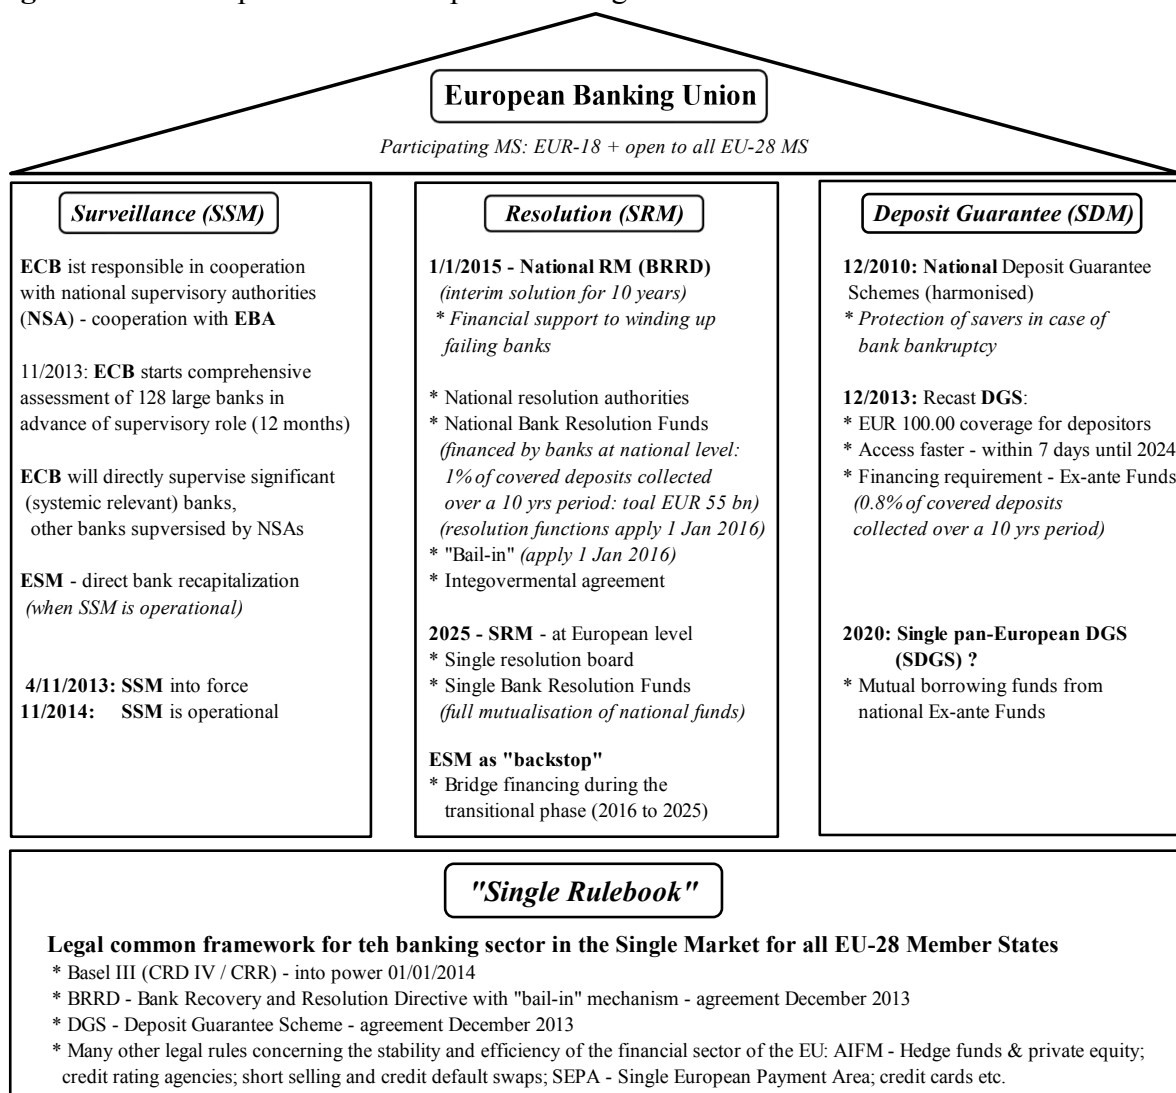 European Banking Union
Participating MS: EUR-18 + open to all EU-28 MS
Surveillance (SSM)
ECB ist responsible in cooperation
with national supervisory authorities
(NSA) - cooperation with EBA
11/2013: ECB starts comprehensive
assessment of 128 large banks in
advance of supervisory role (12 months)
ECB will directly supervise significant
(systemic relevant) banks,
other banks supversised by NSAs
ESM - direct bank recapitalization
(when SSM is operational)
4/11/2013: SSM into force
11/2014: SSM is operational
Resolution (SRM)
1/1/2015 - National RM (BRRD)
(interim solution for 10 years)
* Financial support to winding up
failing banks
* National resolution authorities
* National Bank Resolution Funds
(financed by banks at national level:
1% of covered deposits collected
over a 10 yrs period: toal EUR 55 bn)
(resolution functions apply 1 Jan 2016)
* "Bail-in" (apply 1 Jan 2016)
* Integovermental agreement
2025 - SRM - at European level
* Single resolution board
* Single Bank Resolution Funds
(full mutualisation of national funds)
ESM as "backstop"
* Bridge financing during the
transitional phase (2016 to 2025)
Deposit Guarantee (SDM)
12/2010: National Deposit Guarantee
Schemes (harmonised)
* Protection of savers in case of
bank bankruptcy
12/2013: Recast DGS:
* EUR 100.00 coverage for depositors
* Access faster - within 7 days until 2024
* Financing requirement - Ex-ante Funds
(0.8% of covered deposits
collected over a 10 yrs period)
2020: Single pan-European DGS
(SDGS) ?
* Mutual borrowing funds from
national Ex-ante Funds
"Single Rulebook"
Legal common framework for teh banking sector in the Single Market for all EU-28 Member States
* Basel III (CRD IV / CRR) - into power 01/01/2014
* BRRD - Bank Recovery and Resolution Directive with "bail-in" mechanism - agreement December 2013
* DGS - Deposit Guarantee Scheme - agreement December 2013
* Many other legal rules concerning the stability and efficiency of the financial sector of the EU: AIFM - Hedge funds & private equity;
credit rating agencies; short selling and credit default swaps; SEPA - Single European Payment Area; credit cards etc.